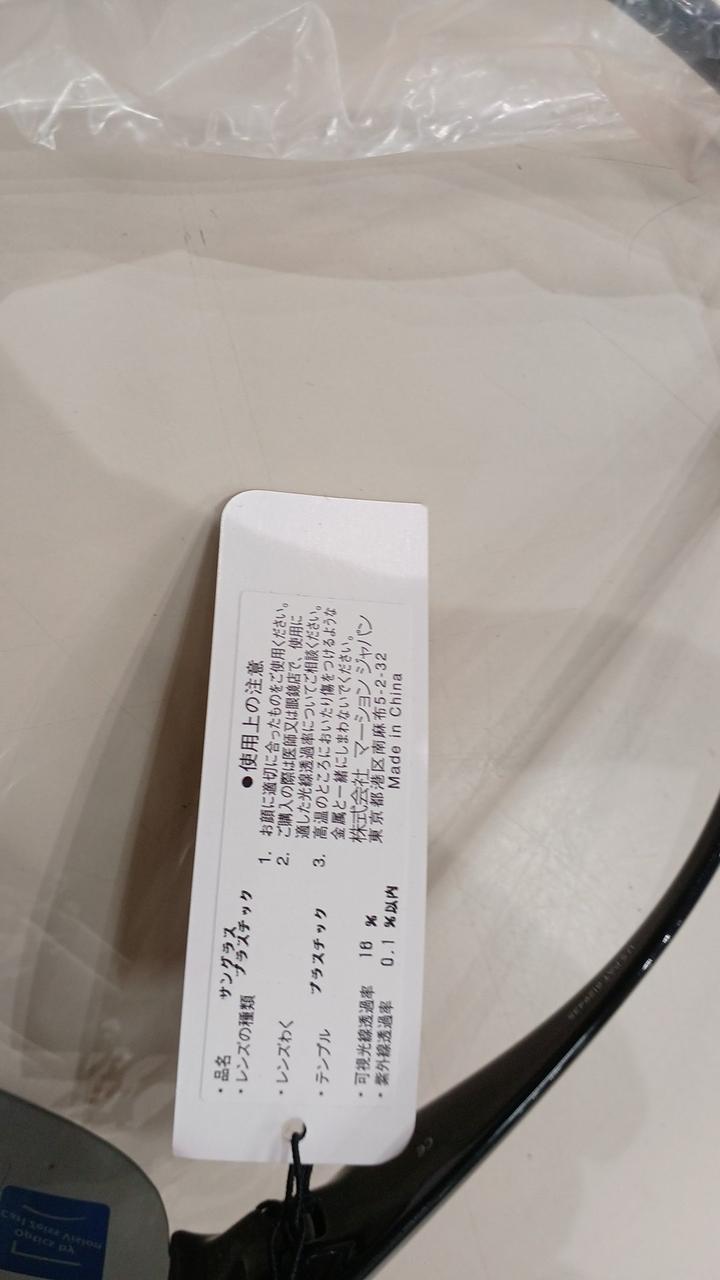 ・品名 サングラス
・レンズの種類 プラスチック
・レンズわく
・テンプル プラスチック
・可視光線透過率 18 %
・紫外線透過率 0.1 %以内
●使用上の注意
1. お顔に適切に合ったものをご使用ください。
2. ご購入の際は医師又は眼鏡店で、使用に
適した光線透過率についてご相談ください。
3. 高温のところにおいたり傷をつけるような
金属と一緒にしまわないでください。
株式会社 マーション ジャパン
東京都港区南麻布5-2-32
Made in China
CE
Optics by
Carl Zeiss Vision